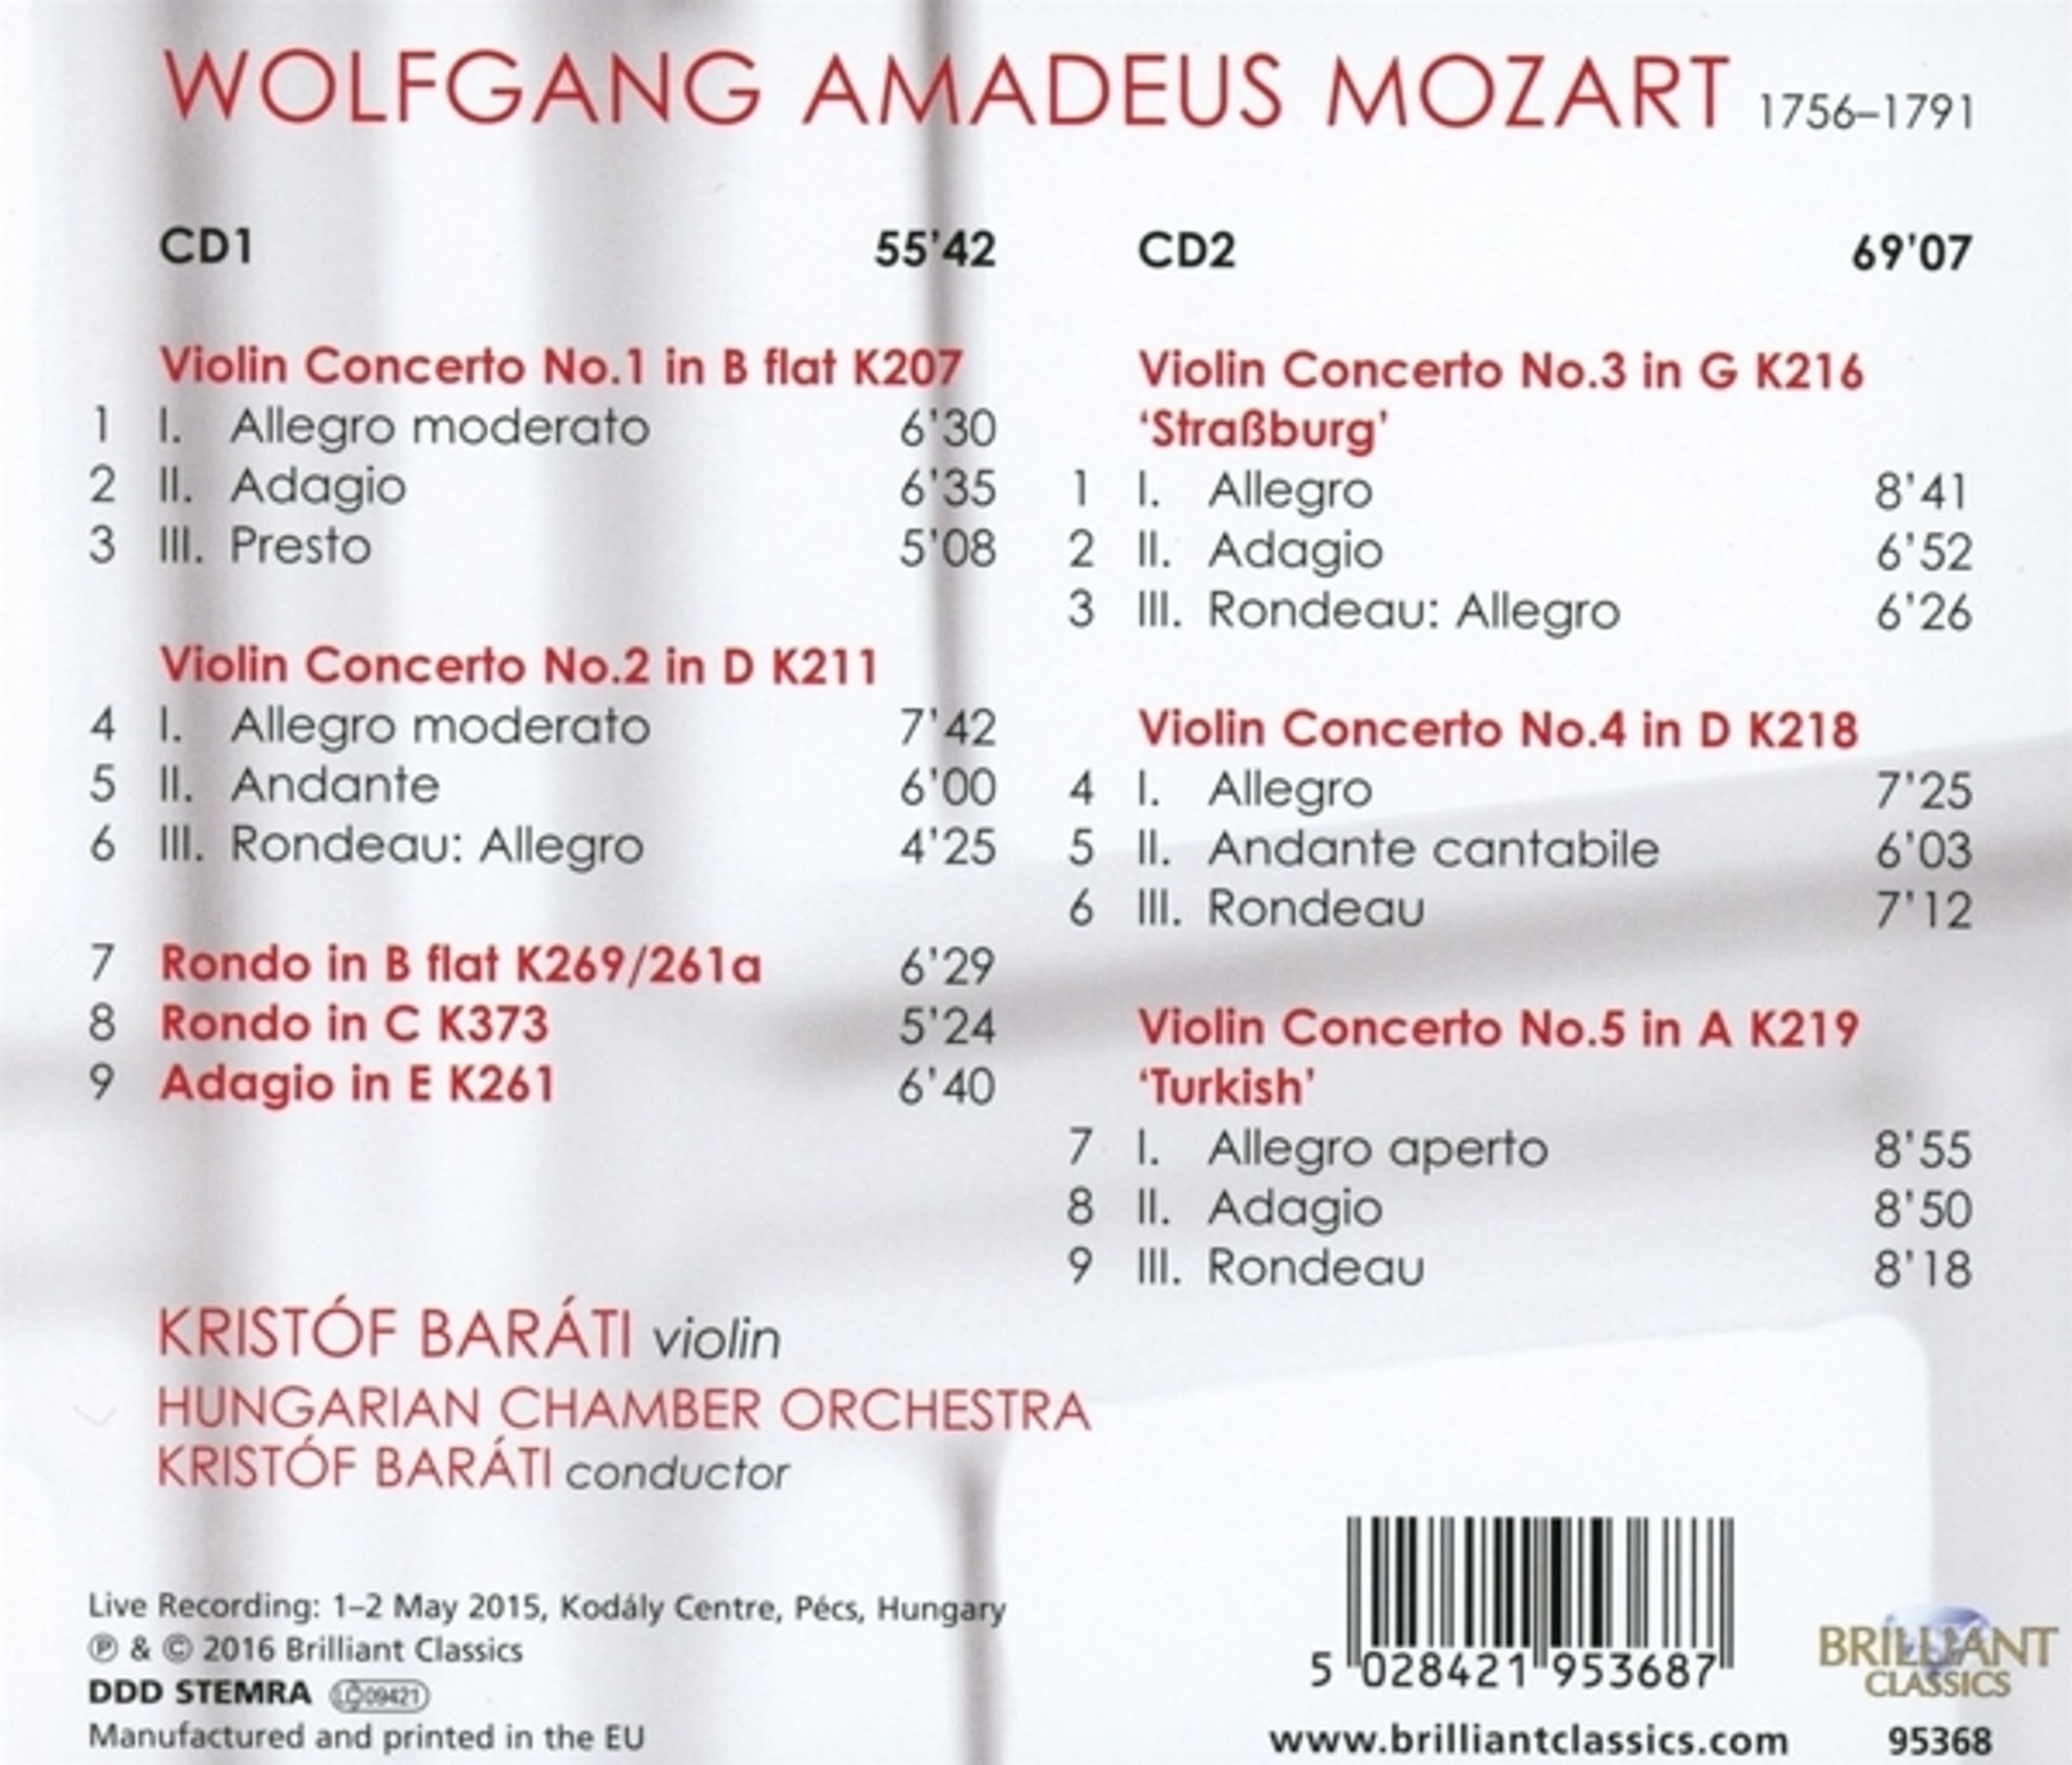 WOLFGANG AMADEUS MOZART 1756–1791
CD1 55'42
Violin Concerto No.1 in B flat K207
1 I. Allegro moderato 6'30
2 II. Adagio 6'35
3 III. Presto 5'08
Violin Concerto No.2 in D K211
4 I. Allegro moderato 7'42
5 II. Andante 6'00
6 III. Rondeau: Allegro 4'25
7 Rondo in B flat K269/261a 6'29
8 Rondo in C K373 5'24
9 Adagio in E K261 6'40
CD2 69'07
Violin Concerto No.3 in G K216
‘Straßburg’
1 I. Allegro 8'41
2 II. Adagio 6'52
3 III. Rondeau: Allegro 6'26
Violin Concerto No.4 in D K218
4 I. Allegro 7'25
5 II. Andante cantabile 6'03
6 III. Rondeau 7'12
Violin Concerto No.5 in A K219
‘Turkish’
7 I. Allegro aperto 8'55
8 II. Adagio 8'50
9 III. Rondeau 8'18
KRISTÓF BARÁTI violin
HUNGARIAN CHAMBER ORCHESTRA
KRISTÓF BARÁTI conductor
Live Recording: 1–2 May 2015, Kodály Centre, Pécs, Hungary
℗ & © 2016 Brilliant Classics
DDD STEMRA LC 09421
Manufactured and printed in the EU
5 028421 953687
www.brilliantclassics.com
BRILLIANT
CLASSICS
95368